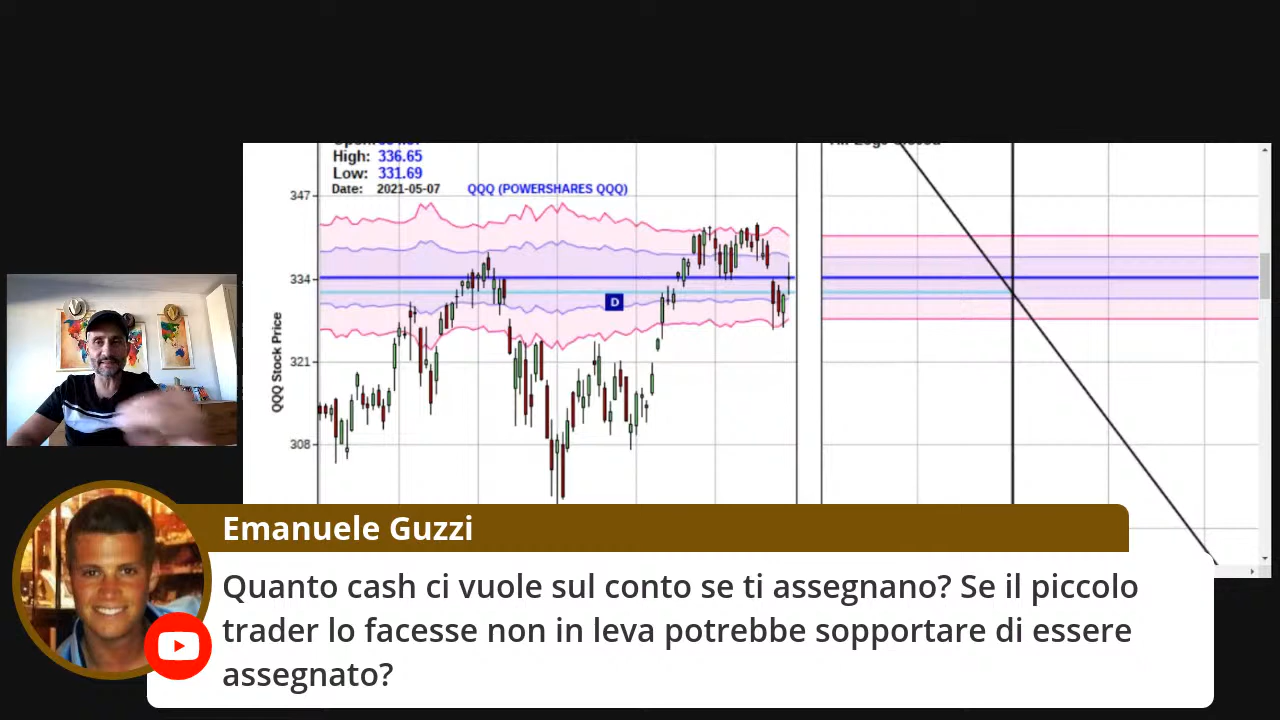 High: 336.65
Low: 331.69
Date: 2021-05-07 QQQ (POWERSHARES QQQ)
347
334
321
308
QQQ Stock Price
D
Emanuele Guzzi
Quanto cash ci vuole sul conto se ti assegnano? Se il piccolo
trader lo facesse non in leva potrebbe sopportare di essere
assegnato?